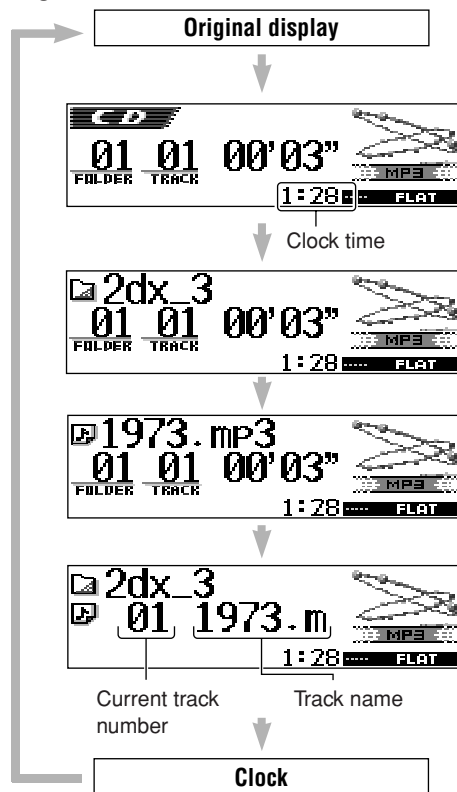 Original display
CD
01 01 00'03"
FOLDER TRACK
MP3
1:28 FLAT
Clock time
2dx_3
01 01 00'03"
FOLDER TRACK
MP3
1:28 FLAT
1973.mp3
01 01 00'03"
FOLDER TRACK
MP3
1:28 FLAT
2dx_3
01 1973.m
MP3
1:28 FLAT
Current track
number
Track name
Clock